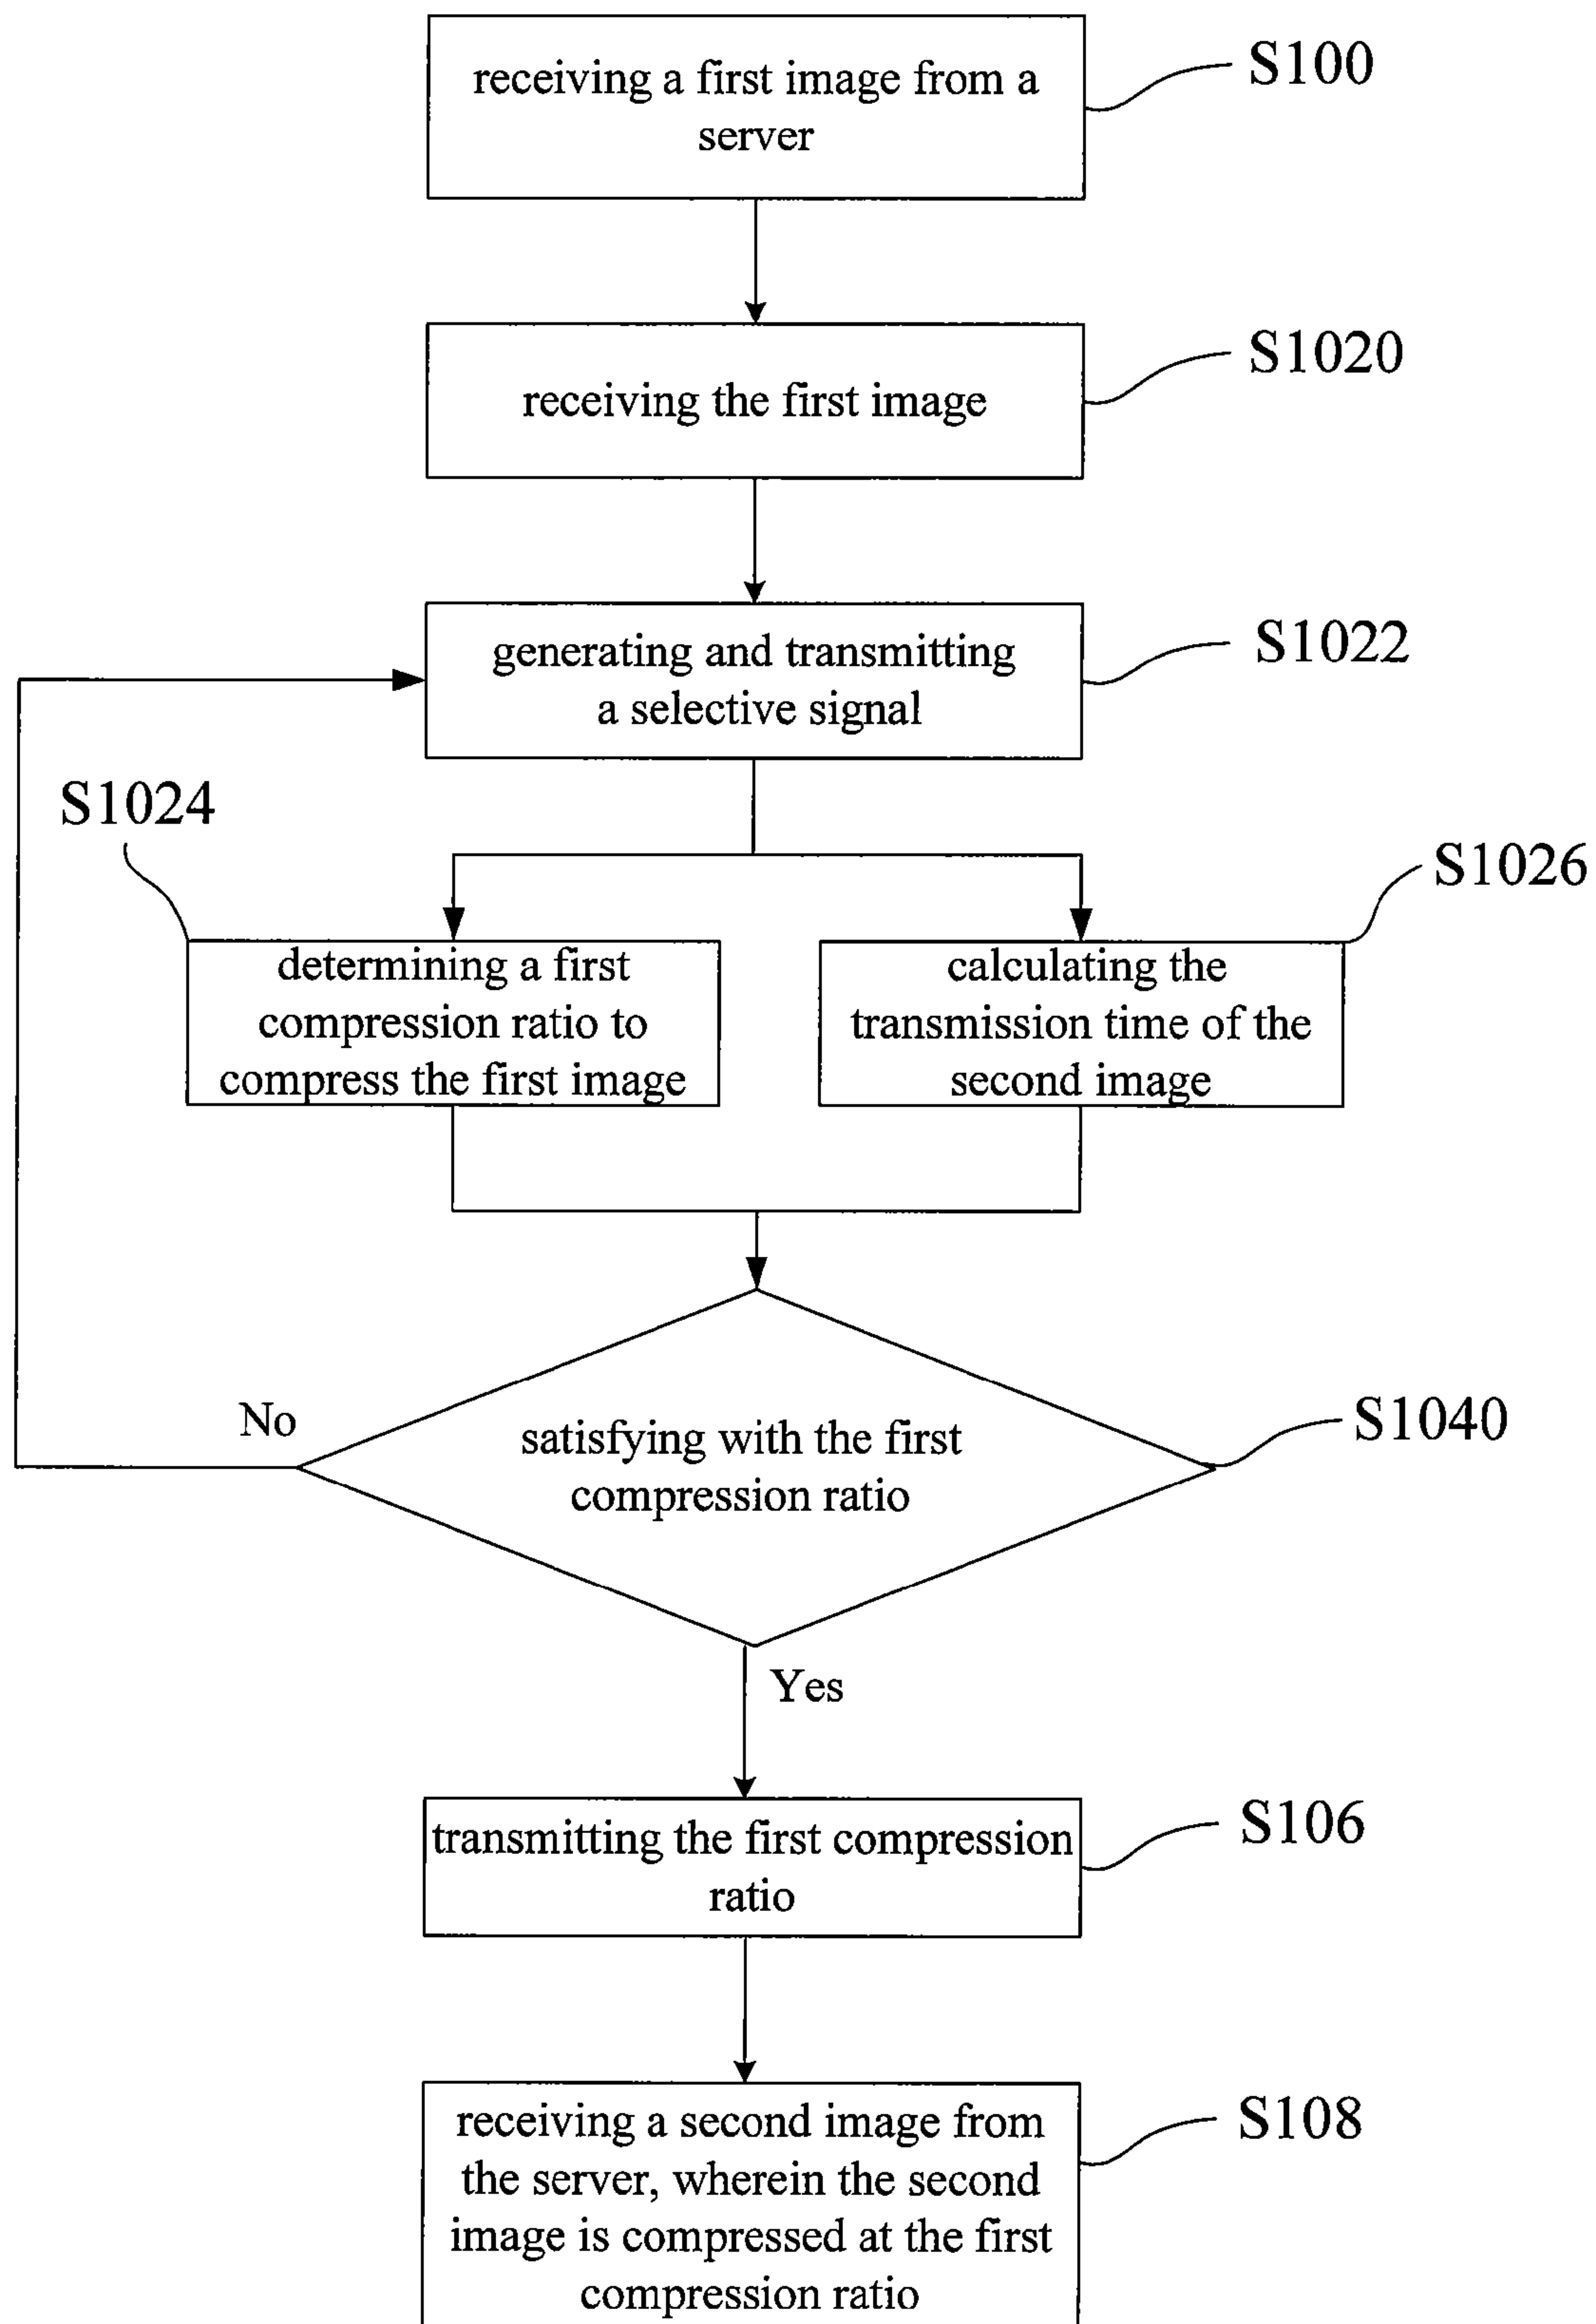 receiving a first image from a
server
S100
receiving the first image
S1020
generating and transmitting
a selective signal
S1022
S1024
S1026
determining a first
compression ratio to
compress the first image
calculating the
transmission time of the
second image
No
satisfying with the first
compression ratio
S1040
Yes
transmitting the first compression
ratio
S106
receiving a second image from
the server, wherein the second
image is compressed at the first
compression ratio
S108